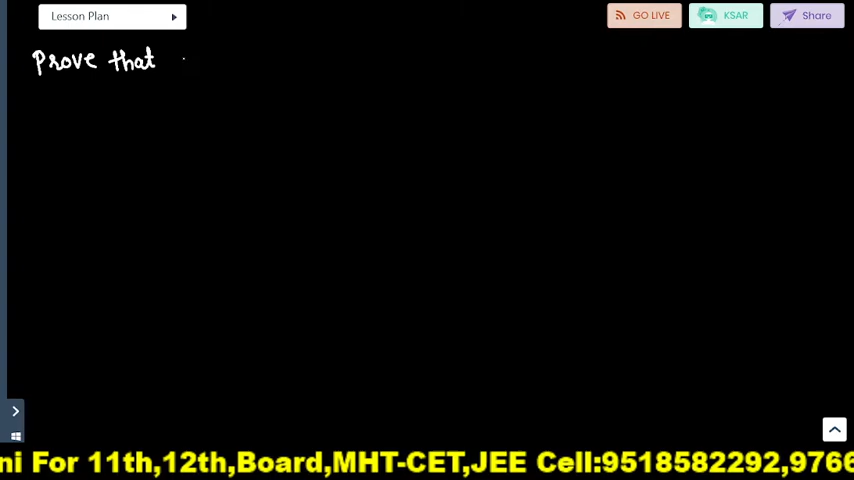 Lesson Plan
GO LIVE
KSAR
Share
Prove that
ni For 11th,12th,Board,MHT-CET,JEE Cell:9518582292,9766